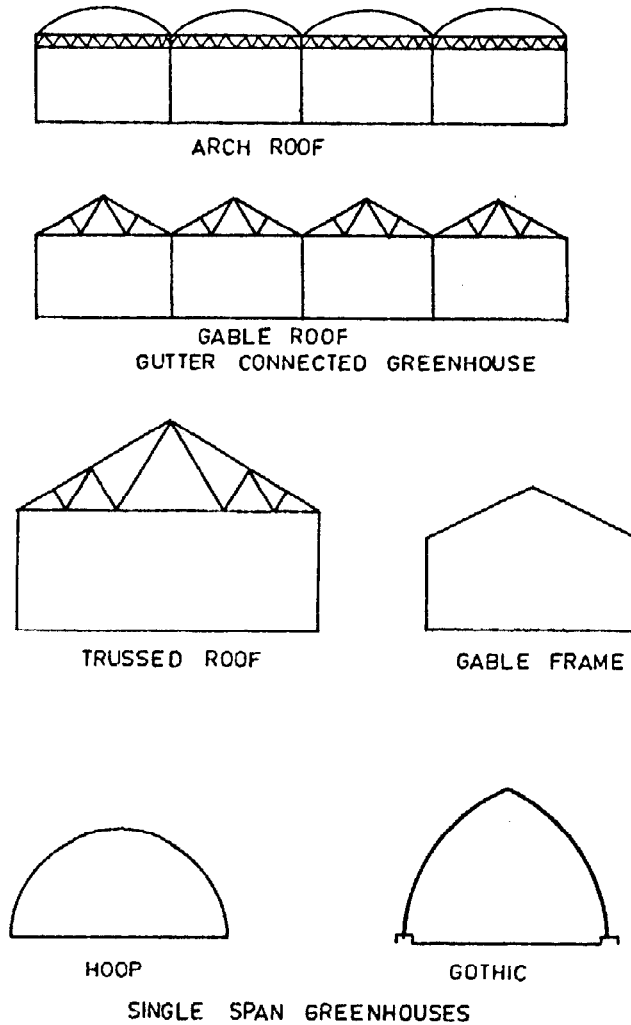 ARCH ROOF
GABLE ROOF
GUTTER CONNECTED GREENHOUSE
TRUSSED ROOF
GABLE FRAME
HOOP
GOTHIC
SINGLE SPAN GREENHOUSES